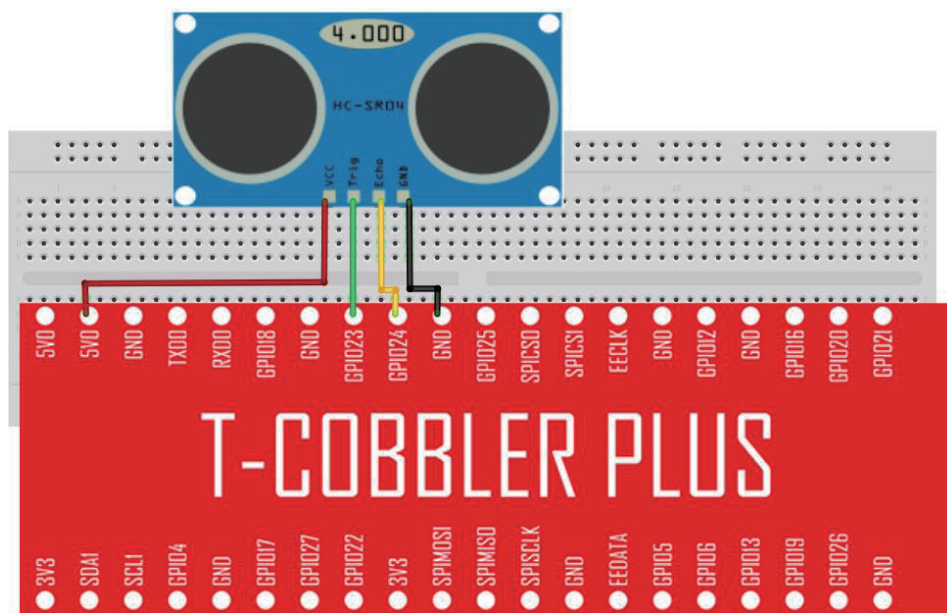 4.000
HC-SR04
VCC Trig Echo GND
5V0 5V0 GND TXD0 RXD0 GPIO18 GND GPIO23 GPIO24 GND GPIO25 SPICS0 SPICS1 EECLK GND GPIO12 GND GPIO16 GPIO20 GPIO21
T-COBBLER PLUS
3V3 SDA1 SCL1 GPIO4 GND GPIO17 GPIO27 GPIO22 3V3 SPIMOSI SPIMISO SPISCLK GND EEDATA GPIO5 GPIO6 GPIO13 GPIO19 GPIO26 GND